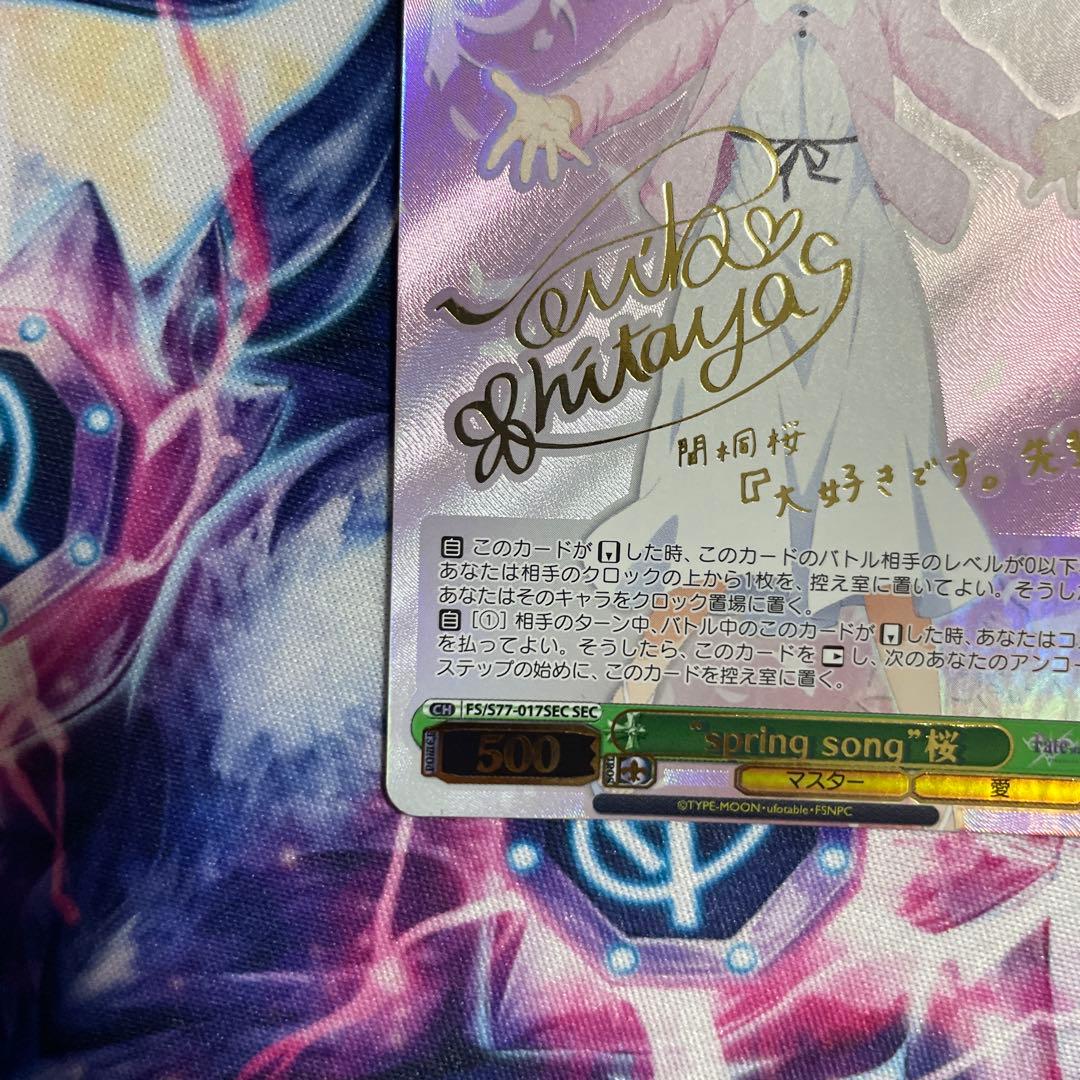 Noriko Shitaya
間桐桜
『大好きです。先
自 このカードが した時、このカードのバトル相手のレベルが0以下
あなたは相手のクロックの上から1枚を、控え室に置いてよい。そうし
あなたはそのキャラをクロック置場に置く。
自［①］相手のターン中、バトル中のこのカードが した時、あなたはコ
を払ってよい。そうしたら、このカードを し、次のあなたのアンコー
ステップの始めに、このカードを控え室に置く。
CH FS/S77-017SEC SEC
POWER 500 SOUL "spring song"桜 Fate
マスター 愛
©TYPE-MOON・ufotable・FSNPC